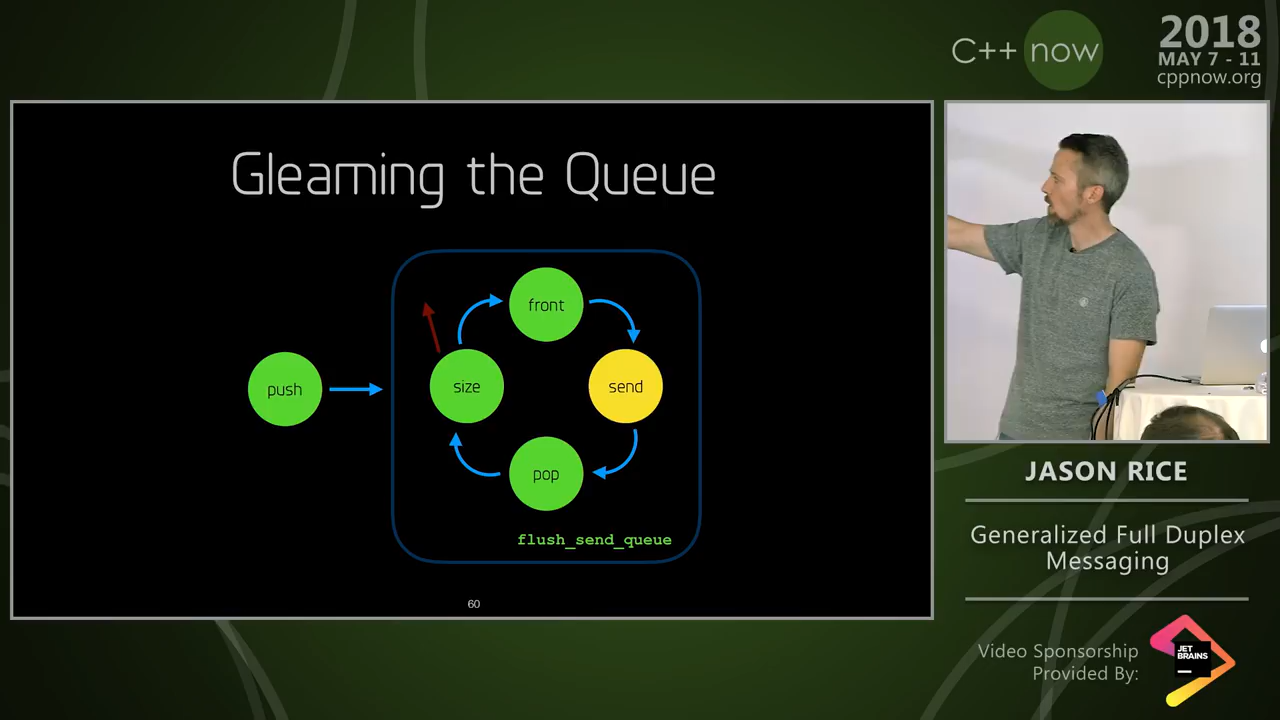 C++ now
2018
MAY 7 - 11
cppnow.org
Gleaming the Queue
front
push
size
send
pop
flush_send_queue
60
JASON RICE
Generalized Full Duplex
Messaging
Video Sponsorship
Provided By:
JET
BRAINS